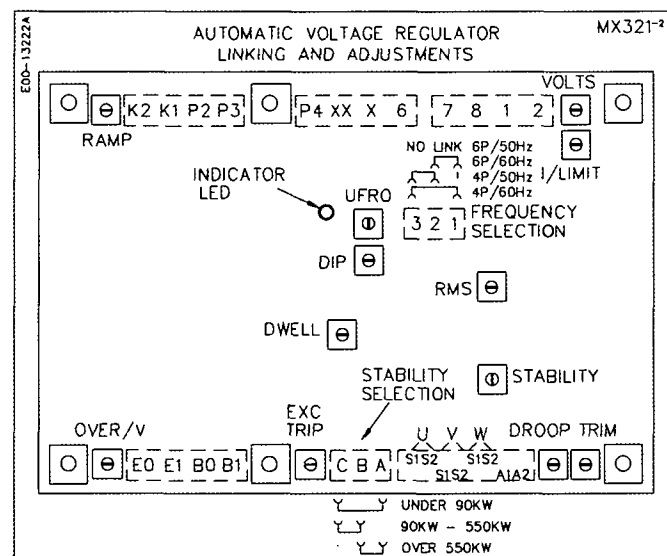 E00-13222A
AUTOMATIC VOLTAGE REGULATOR
LINKING AND ADJUSTMENTS
MX321-2
VOLTS
K2 K1 P2 P3
P4 XX X 6
7 8 1 2
RAMP
NO LINK 6P/50Hz
6P/60Hz
4P/50Hz
4P/60Hz
I/LIMIT
INDICATOR
LED
UFRO
3 2 1
FREQUENCY
SELECTION
DIP
RMS
DWELL
STABILITY
SELECTION
STABILITY
OVER/V
EXC
TRIP
U V W
DROOP TRIM
E0 E1 B0 B1
C B A
S1S2 S1S2
S1S2
A1A2
UNDER 90KW
90KW - 550KW
OVER 550KW